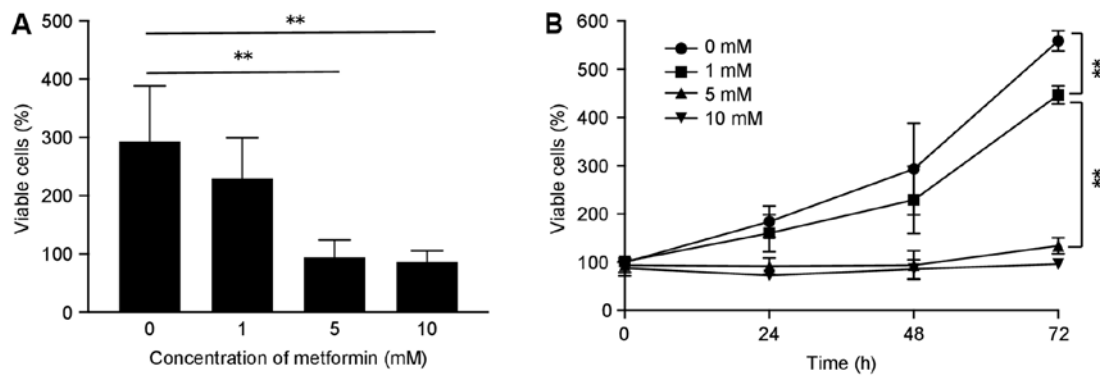 A
500
400
300
200
100
0
Viable cells (%)
**
**
0 1 5 10
Concentration of metformin (mM)
B
600
500
400
300
200
100
0
Viable cells (%)
0 mM
1 mM
5 mM
10 mM
**
**
0 24 48 72
Time (h)